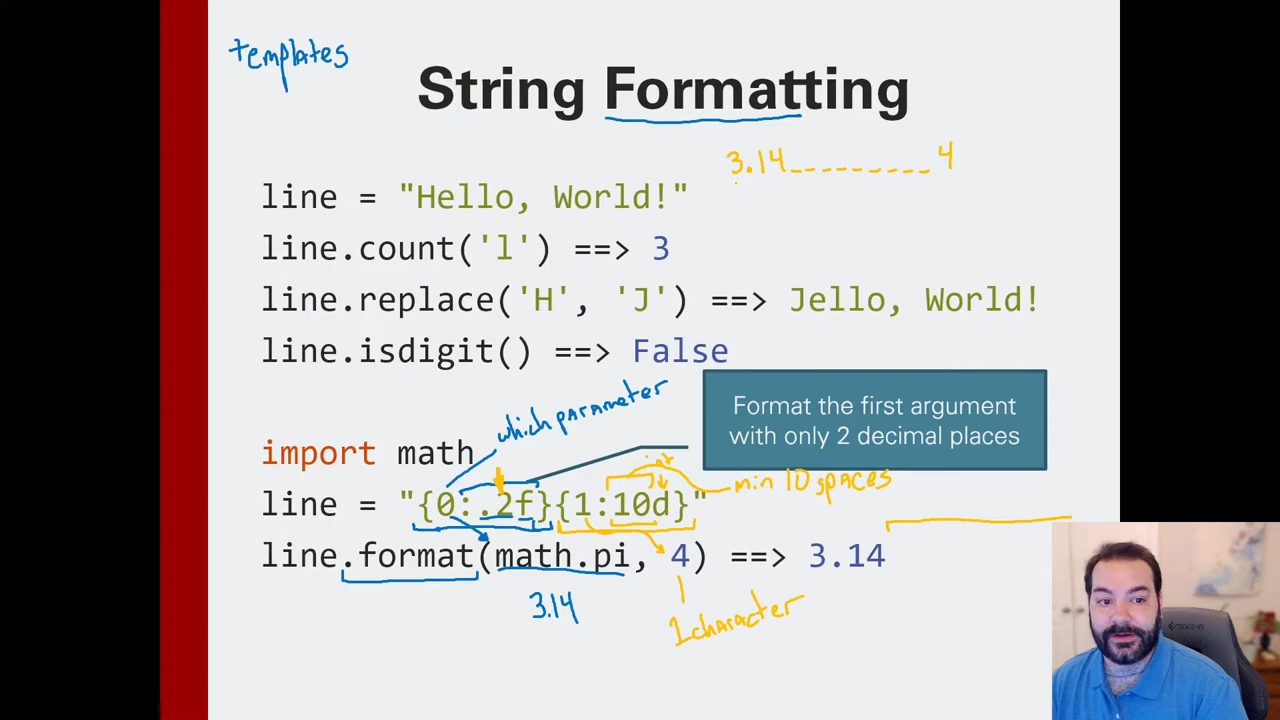 templates
String Formatting
3.14_________4
line = "Hello, World!"
line.count('l') ==> 3
line.replace('H', 'J') ==> Jello, World!
line.isdigit() ==> False
which parameter
Format the first argument
with only 2 decimal places
import math
int
min 10 spaces
line = "{0:.2f}{1:10d}"
line.format(math.pi, 4) ==> 3.14
3.14
1 character